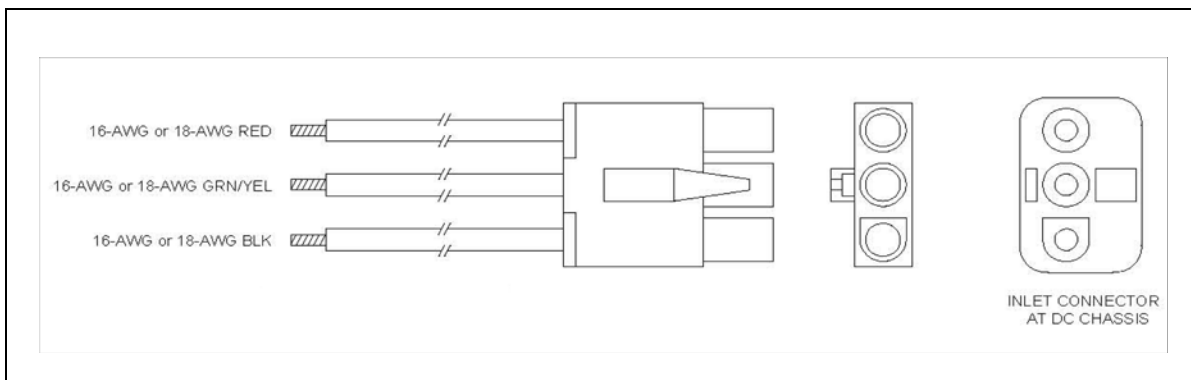 16-AWG or 18-AWG RED
16-AWG or 18-AWG GRN/YEL
16-AWG or 18-AWG BLK
INLET CONNECTOR
AT DC CHASSIS